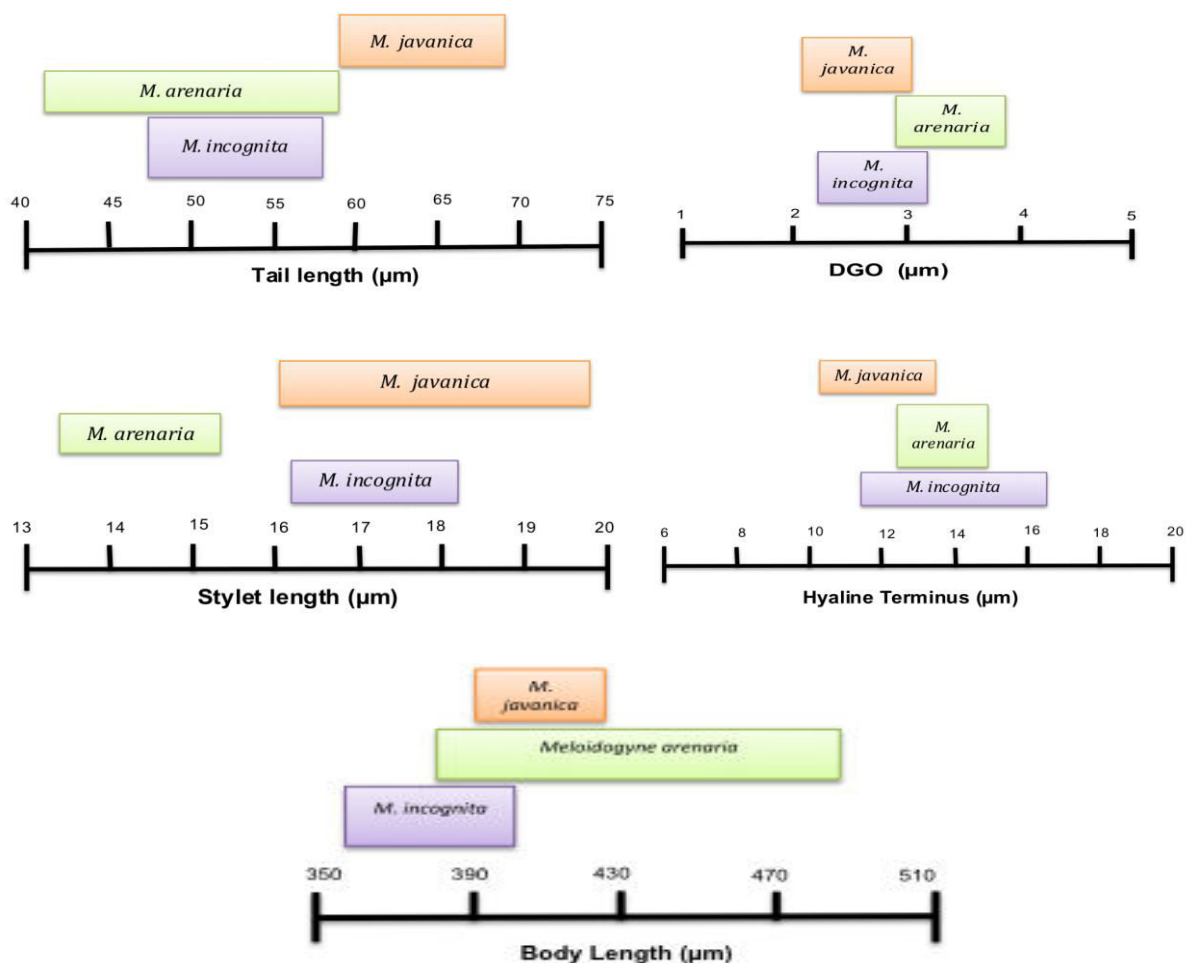 M. javanica
M. arenaria
M. incognita
40 45 50 55 60 65 70 75
Tail length (µm)
M.
javanica
M.
arenaria
M.
incognita
1 2 3 4 5
DGO (µm)
M. javanica
M. arenaria
M. incognita
13 14 15 16 17 18 19 20
Stylet length (µm)
M. javanica
M.
arenaria
M. incognita
6 8 10 12 14 16 18 20
Hyaline Terminus (µm)
M.
javanica
Meloidogyne arenaria
M. incognita
350 390 430 470 510
Body Length (µm)